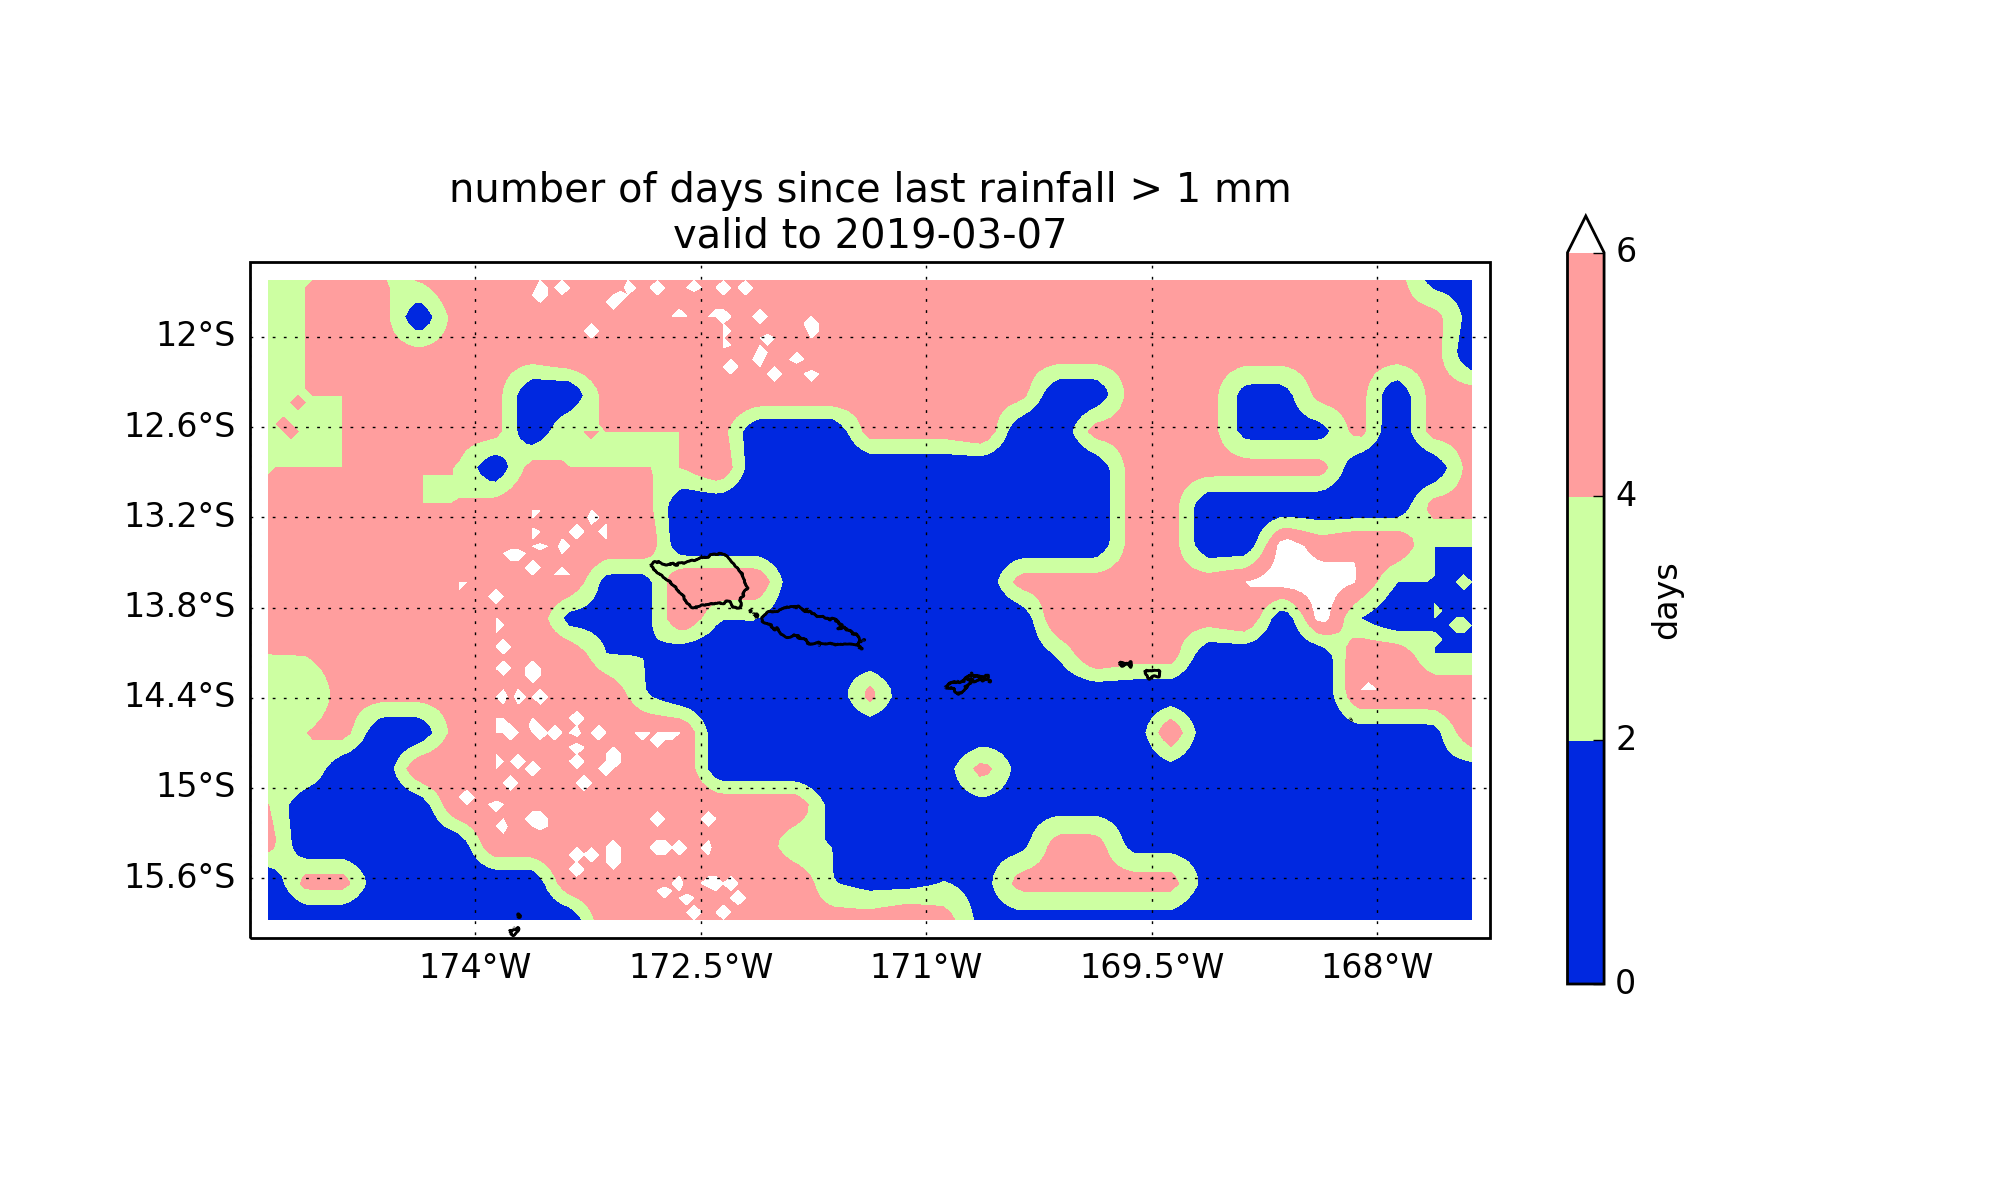 number of days since last rainfall > 1 mm
valid to 2019-03-07
12°S
12.6°S
13.2°S
13.8°S
14.4°S
15°S
15.6°S
174°W
172.5°W
171°W
169.5°W
168°W
6
4
2
0
days